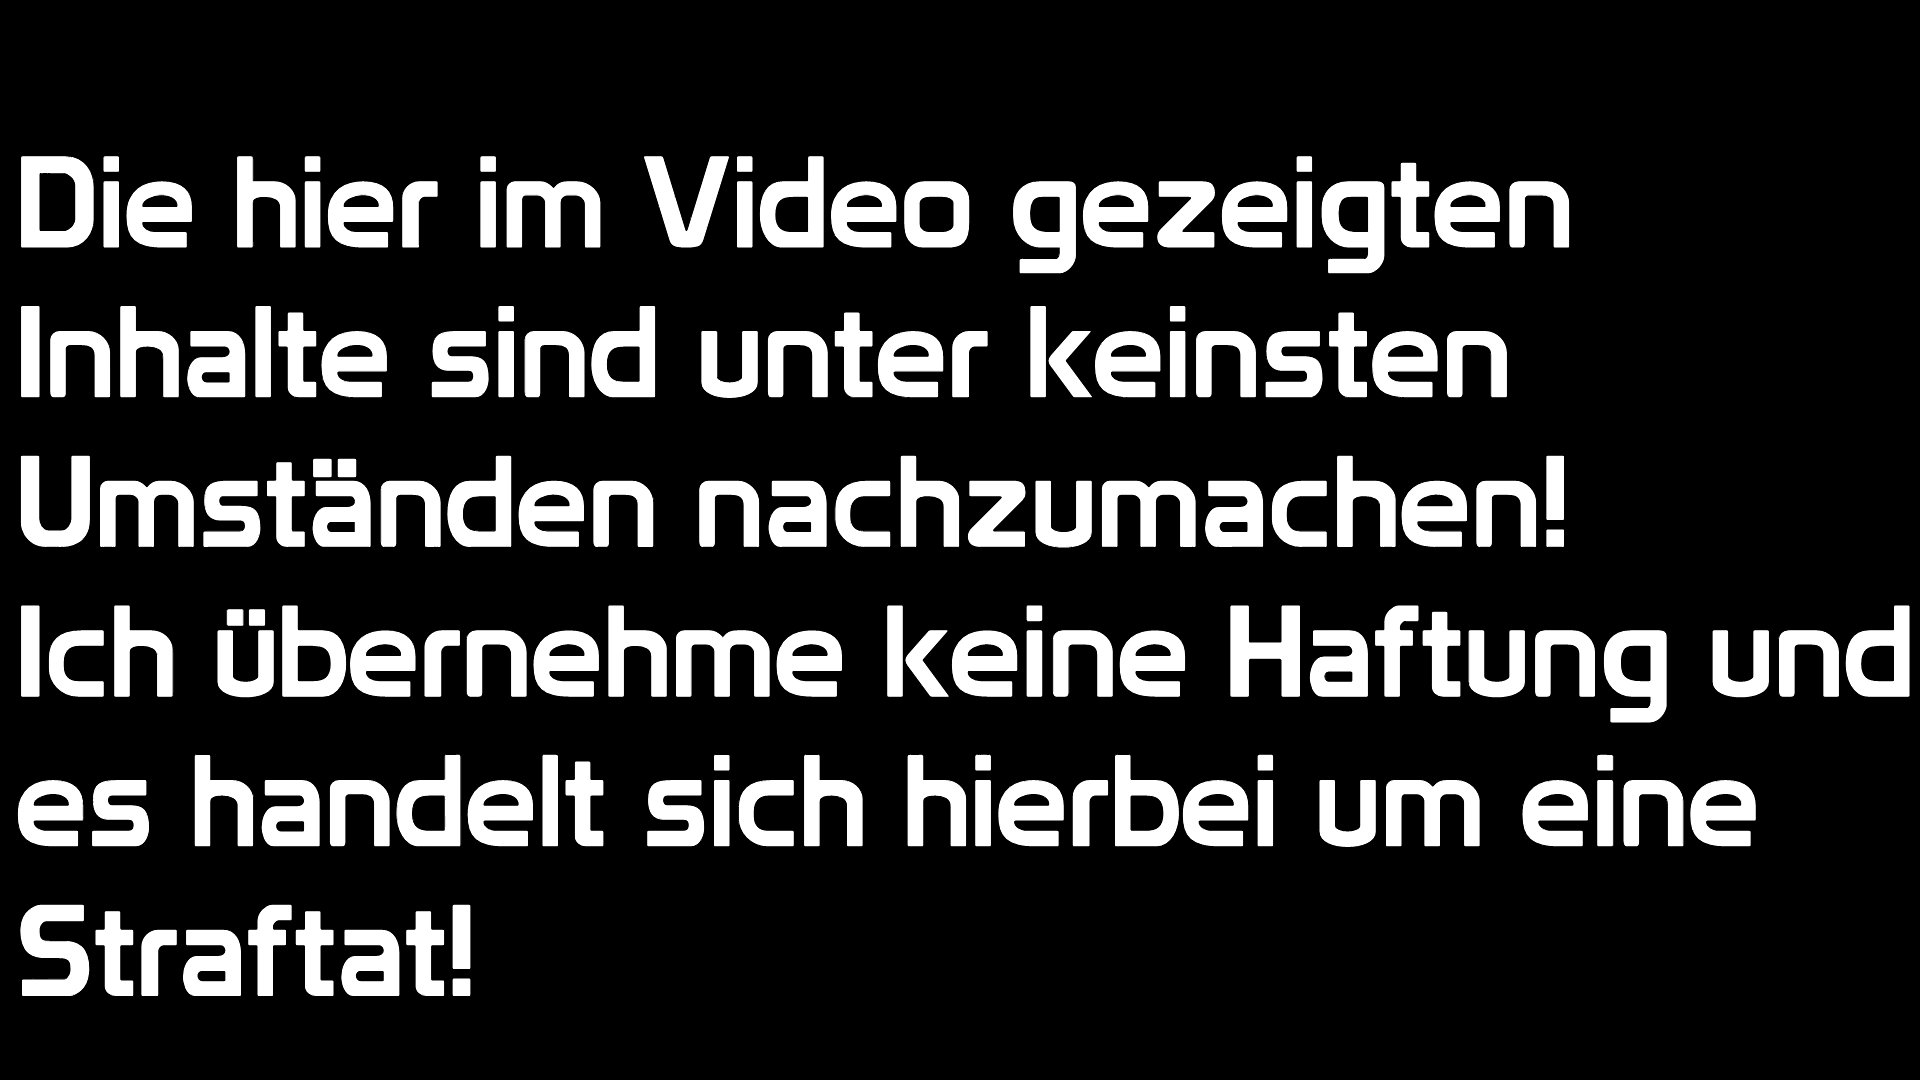 Die hier im Video gezeigten
Inhalte sind unter keinsten
Umständen nachzumachen!
Ich übernehme keine Haftung und
es handelt sich hierbei um eine
Straftat!